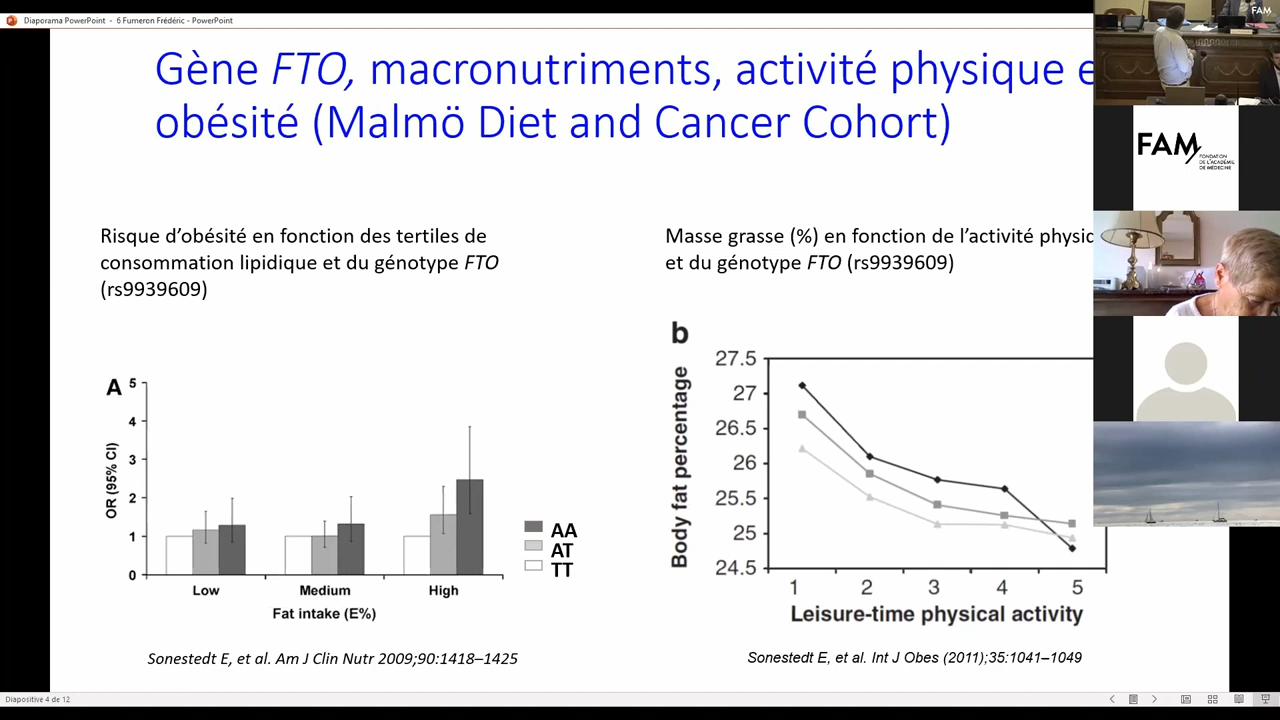 Diaporama PowerPoint - 6 Fumeron Frédéric - PowerPoint
FAM
Gène FTO, macronutriments, activité physique e
obésité (Malmö Diet and Cancer Cohort)
FAM
FONDATION
DE L'ACADÉMIE
DE MÉDECINE
Risque d'obésité en fonction des tertiles de
consommation lipidique et du génotype FTO
(rs9939609)
Masse grasse (%) en fonction de l'activité physic
et du génotype FTO (rs9939609)
A
5
4
3
2
1
0
OR (95% CI)
Low Medium High
Fat intake (E%)
AA
AT
TT
b
27.5
27
26.5
26
25.5
25
24.5
Body fat percentage
1 2 3 4 5
Leisure-time physical activity
Sonestedt E, et al. Am J Clin Nutr 2009;90:1418–1425
Sonestedt E, et al. Int J Obes (2011);35:1041–1049
Diapositive 4 de 12